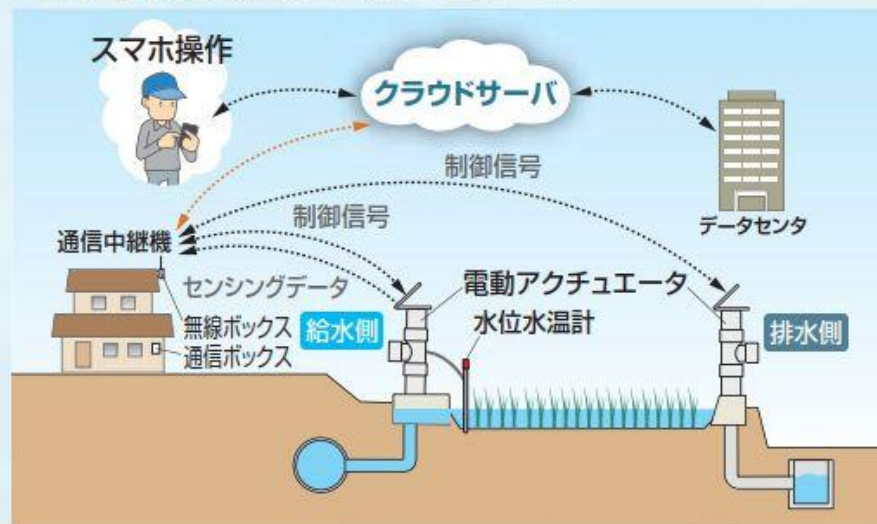 スマホ操作
クラウドサーバ
制御信号
制御信号
データセンタ
通信中継機
センシングデータ
電動アクチュエータ
無線ボックス
給水側
水位水温計
排水側
通信ボックス